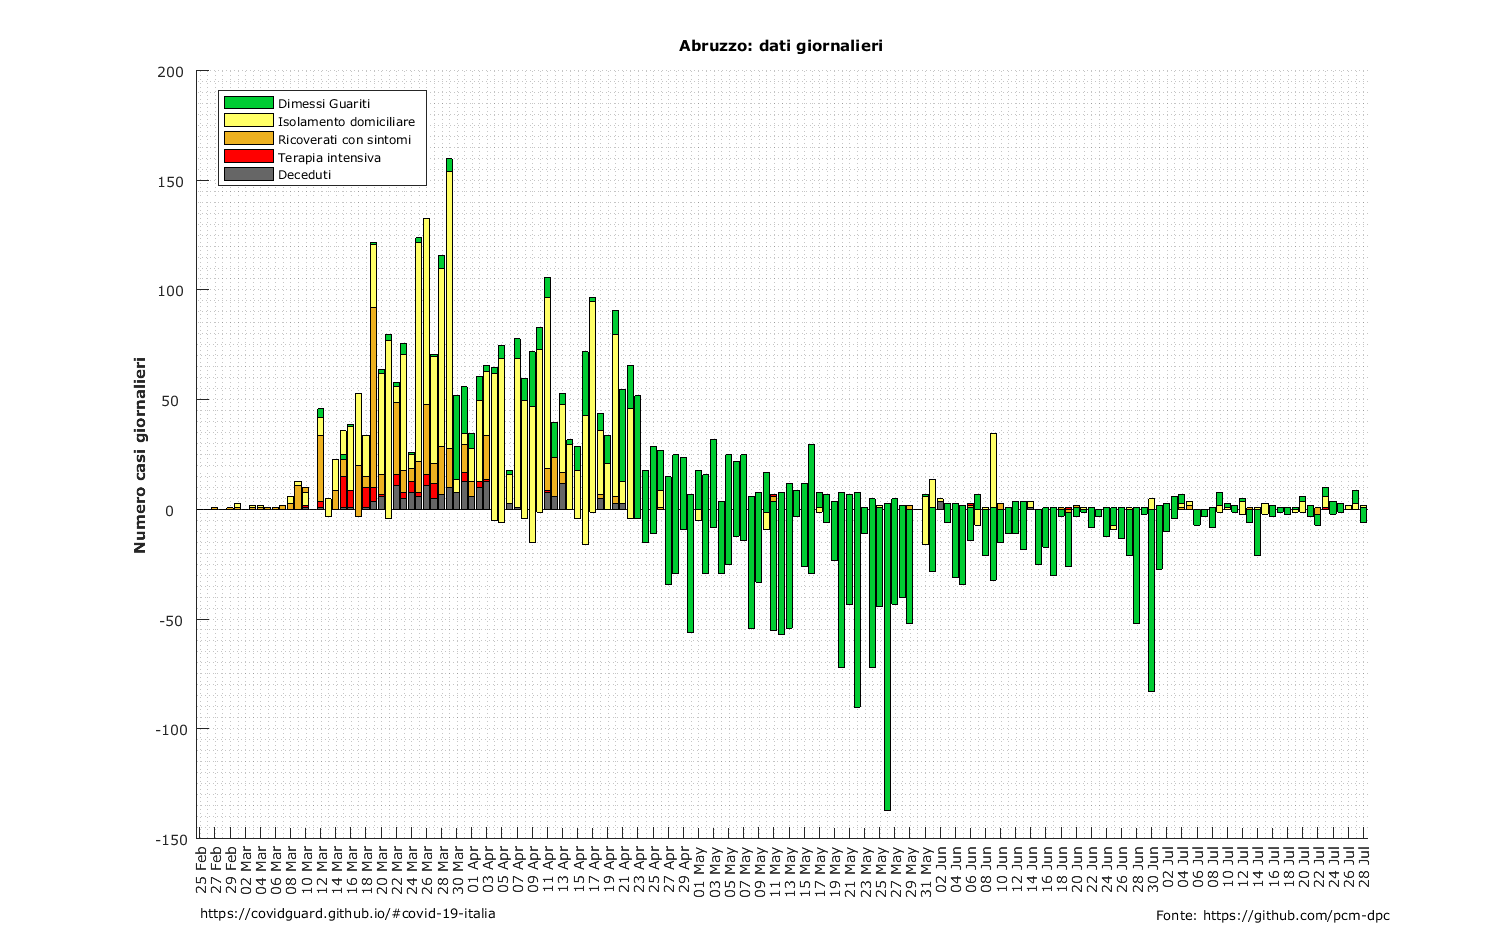 Abruzzo: dati giornalieri
200
150
100
50
0
-50
-100
-150
Numero casi giornalieri
Dimessi Guariti
Isolamento domiciliare
Ricoverati con sintomi
Terapia intensiva
Deceduti
25 Feb
27 Feb
29 Feb
02 Mar
04 Mar
06 Mar
08 Mar
10 Mar
12 Mar
14 Mar
16 Mar
18 Mar
20 Mar
22 Mar
24 Mar
26 Mar
28 Mar
30 Mar
01 Apr
03 Apr
05 Apr
07 Apr
09 Apr
11 Apr
13 Apr
15 Apr
17 Apr
19 Apr
21 Apr
23 Apr
25 Apr
27 Apr
29 Apr
01 May
03 May
05 May
07 May
09 May
11 May
13 May
15 May
17 May
19 May
21 May
23 May
25 May
27 May
29 May
31 May
02 Jun
04 Jun
06 Jun
08 Jun
10 Jun
12 Jun
14 Jun
16 Jun
18 Jun
20 Jun
22 Jun
24 Jun
26 Jun
28 Jun
30 Jun
02 Jul
04 Jul
06 Jul
08 Jul
10 Jul
12 Jul
14 Jul
16 Jul
18 Jul
20 Jul
22 Jul
24 Jul
26 Jul
28 Jul
https://covidguard.github.io/#covid-19-italia
Fonte: https://github.com/pcm-dpc